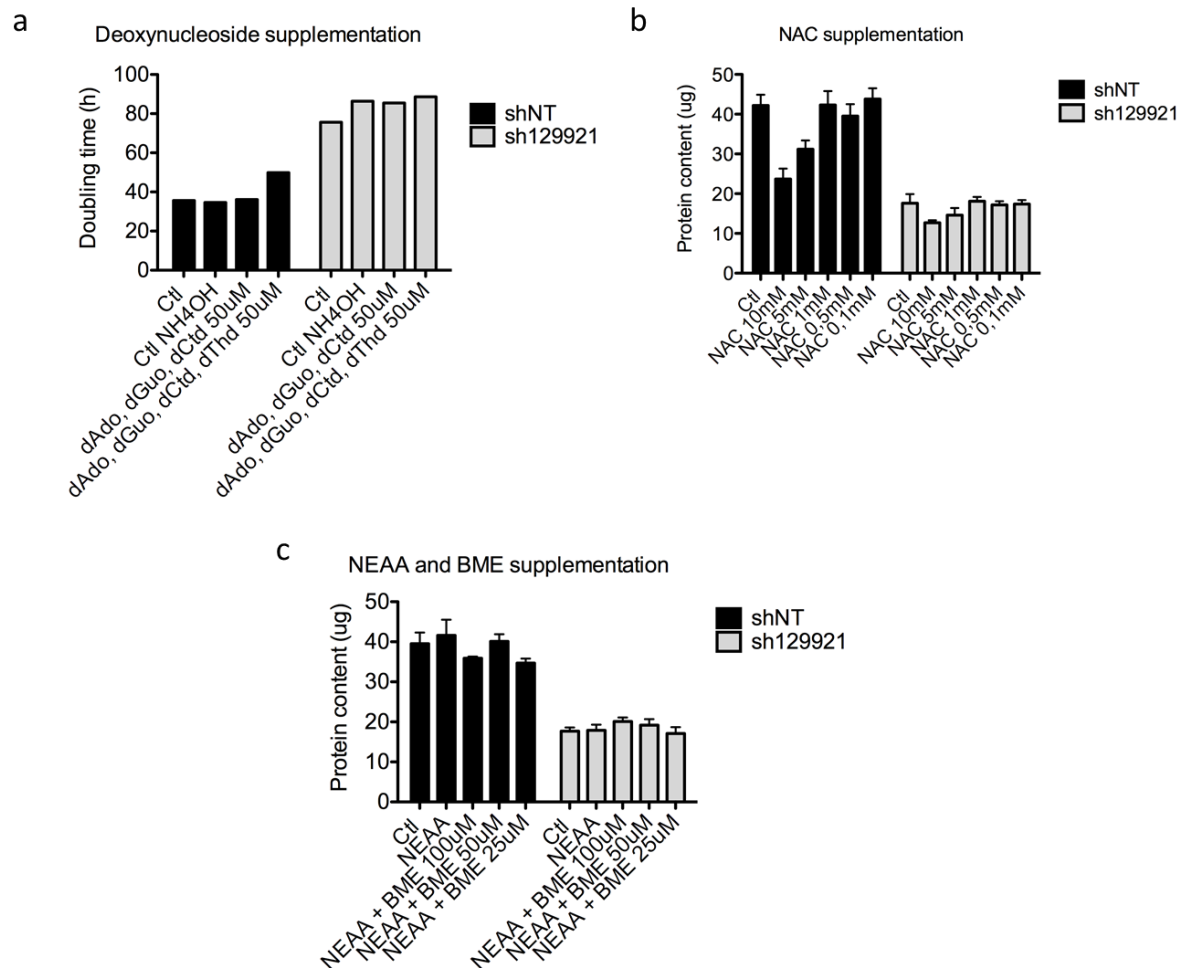 a
Deoxynucleoside supplementation
Doubling time (h)
100
80
60
40
20
0
Ctl
Ctl NH4OH
dAdo, dGuo, dCtd 50uM
dAdo, dGuo, dCtd, dThd 50uM
Ctl
Ctl NH4OH
dAdo, dGuo, dCtd 50uM
dAdo, dGuo, dCtd, dThd 50uM
shNT
sh129921
b
NAC supplementation
Protein content (ug)
50
40
30
20
10
0
Ctl
NAC 10mM
NAC 5mM
NAC 1mM
NAC 0,5mM
NAC 0,1mM
Ctl
NAC 10mM
NAC 5mM
NAC 1mM
NAC 0,5mM
NAC 0,1mM
shNT
sh129921
c
NEAA and BME supplementation
Protein content (ug)
50
40
30
20
10
0
Ctl
NEAA
NEAA + BME 100uM
NEAA + BME 50uM
NEAA + BME 25uM
Ctl
NEAA
NEAA + BME 100uM
NEAA + BME 50uM
NEAA + BME 25uM
shNT
sh129921